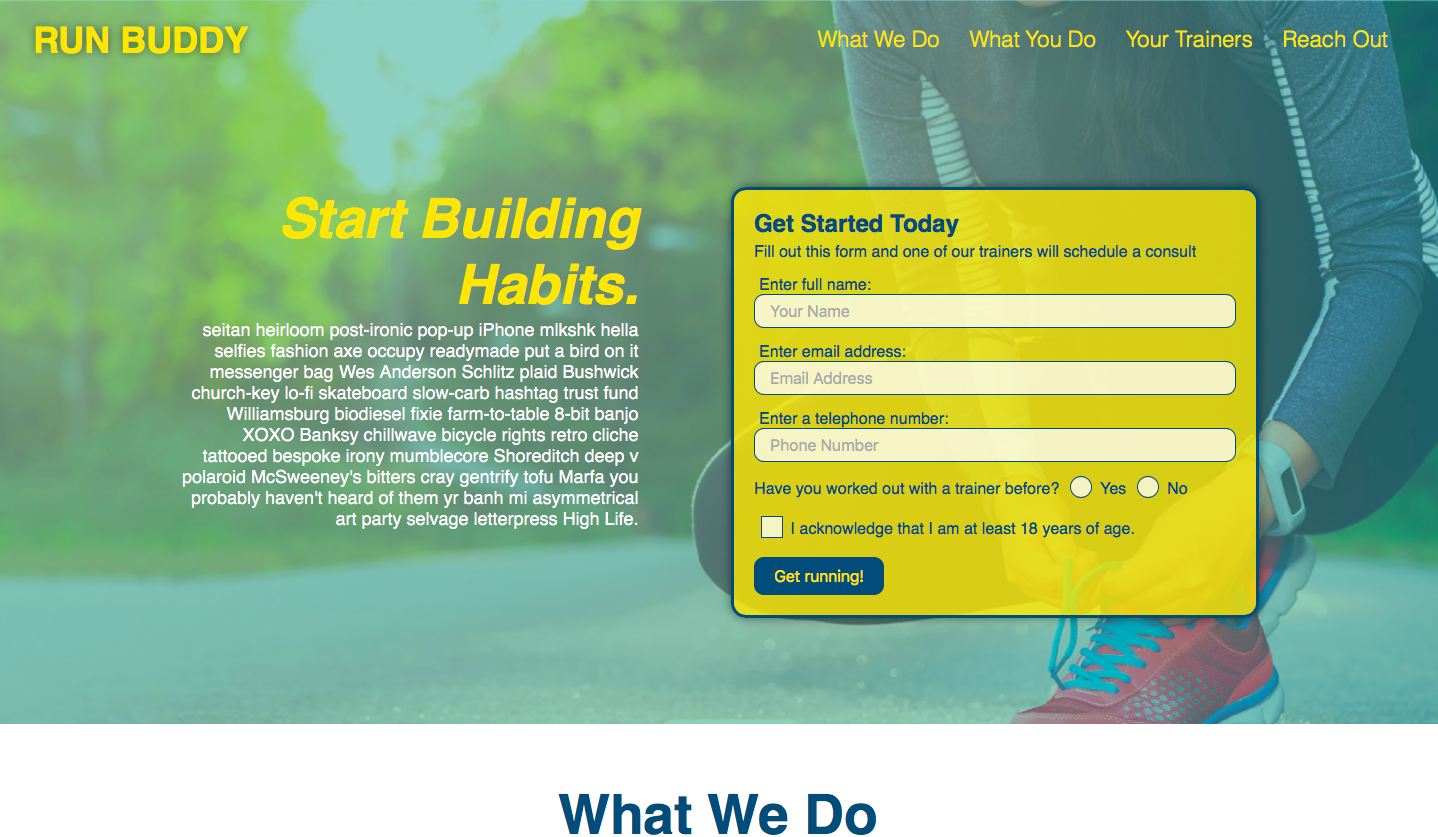 RUN BUDDY
What We Do What You Do Your Trainers Reach Out
Start Building
Habits.
seitan heirloom post-ironic pop-up iPhone mlkshk hella
selfies fashion axe occupy readymade put a bird on it
messenger bag Wes Anderson Schlitz plaid Bushwick
church-key lo-fi skateboard slow-carb hashtag trust fund
Williamsburg biodiesel fixie farm-to-table 8-bit banjo
XOXO Banksy chillwave bicycle rights retro cliche
tattooed bespoke irony mumblecore Shoreditch deep v
polaroid McSweeney's bitters cray gentrify tofu Marfa you
probably haven't heard of them yr banh mi asymmetrical
art party selvage letterpress High Life.
Get Started Today
Fill out this form and one of our trainers will schedule a consult
Enter full name:
Your Name
Enter email address:
Email Address
Enter a telephone number:
Phone Number
Have you worked out with a trainer before? Yes No
I acknowledge that I am at least 18 years of age.
Get running!
What We Do